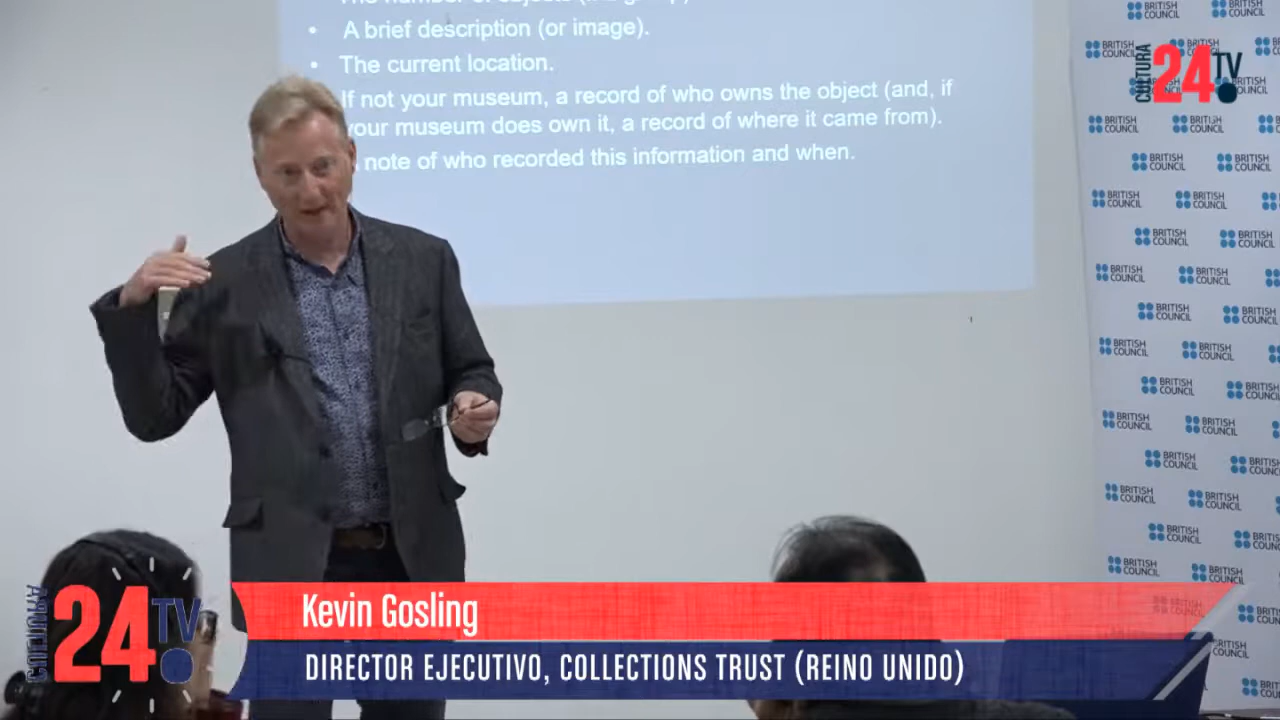 A brief description (or image).
The current location.
If not your museum, a record of who owns the object (and, if
your museum does own it, a record of where it came from).
note of who recorded this information and when.
CULTURA
24TV
BRITISH
COUNCIL
Kevin Gosling
CULTURA
24TV
DIRECTOR EJECUTIVO, COLLECTIONS TRUST (REINO UNIDO)